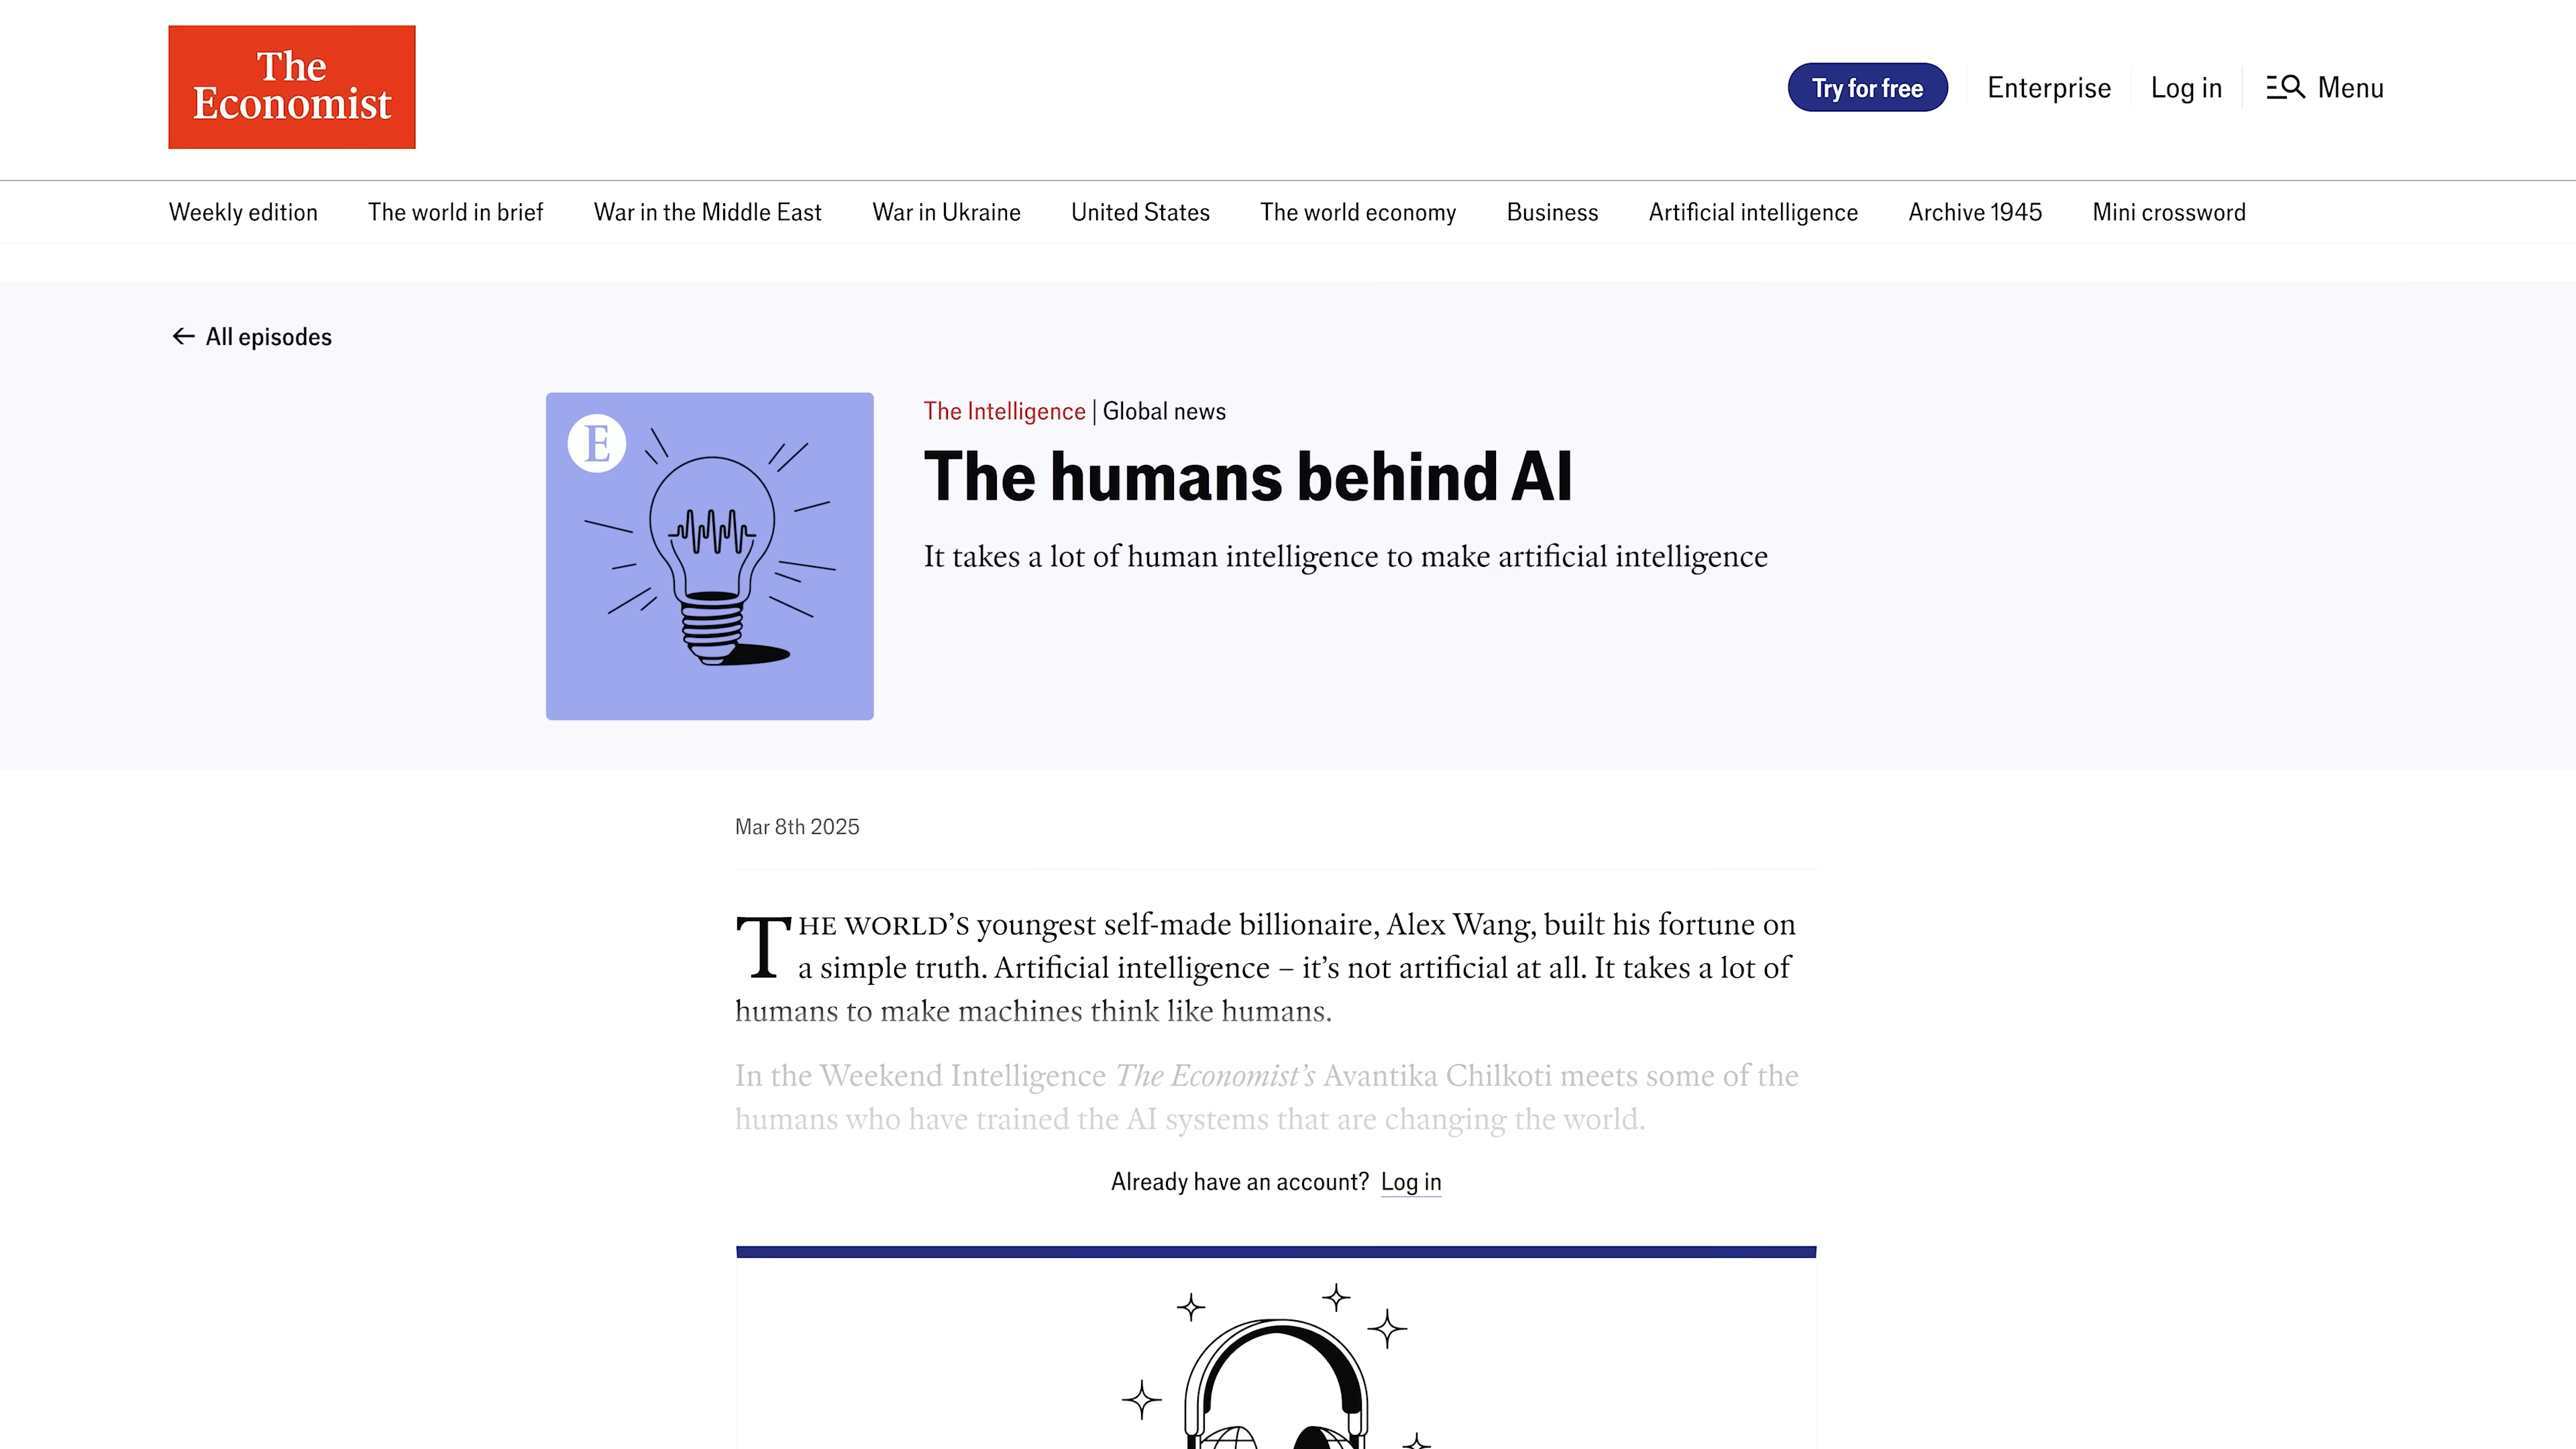 The
Economist
Try for free
Enterprise
Log in
Menu
Weekly edition
The world in brief
War in the Middle East
War in Ukraine
United States
The world economy
Business
Artificial intelligence
Archive 1945
Mini crossword
← All episodes
E
The Intelligence | Global news
The humans behind AI
It takes a lot of human intelligence to make artificial intelligence
Mar 8th 2025
THE WORLD’S youngest self-made billionaire, Alex Wang, built his fortune on
a simple truth. Artificial intelligence – it’s not artificial at all. It takes a lot of
humans to make machines think like humans.
In the Weekend Intelligence The Economist’s Avantika Chilkoti meets some of the
humans who have trained the AI systems that are changing the world.
Already have an account? Log in